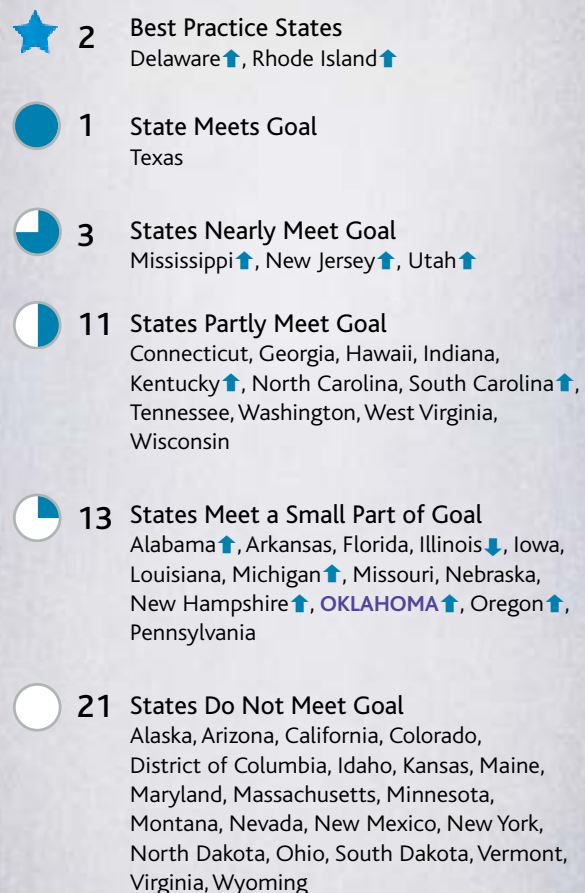 2 Best Practice States
Delaware⬆, Rhode Island⬆
1 State Meets Goal
Texas
3 States Nearly Meet Goal
Mississippi⬆, New Jersey⬆, Utah⬆
11 States Partly Meet Goal
Connecticut, Georgia, Hawaii, Indiana,
Kentucky⬆, North Carolina, South Carolina⬆,
Tennessee, Washington, West Virginia,
Wisconsin
13 States Meet a Small Part of Goal
Alabama⬆, Arkansas, Florida, Illinois⬇, Iowa,
Louisiana, Michigan⬆, Missouri, Nebraska,
New Hampshire⬆, OKLAHOMA⬆, Oregon⬆,
Pennsylvania
21 States Do Not Meet Goal
Alaska, Arizona, California, Colorado,
District of Columbia, Idaho, Kansas, Maine,
Maryland, Massachusetts, Minnesota,
Montana, Nevada, New Mexico, New York,
North Dakota, Ohio, South Dakota, Vermont,
Virginia, Wyoming